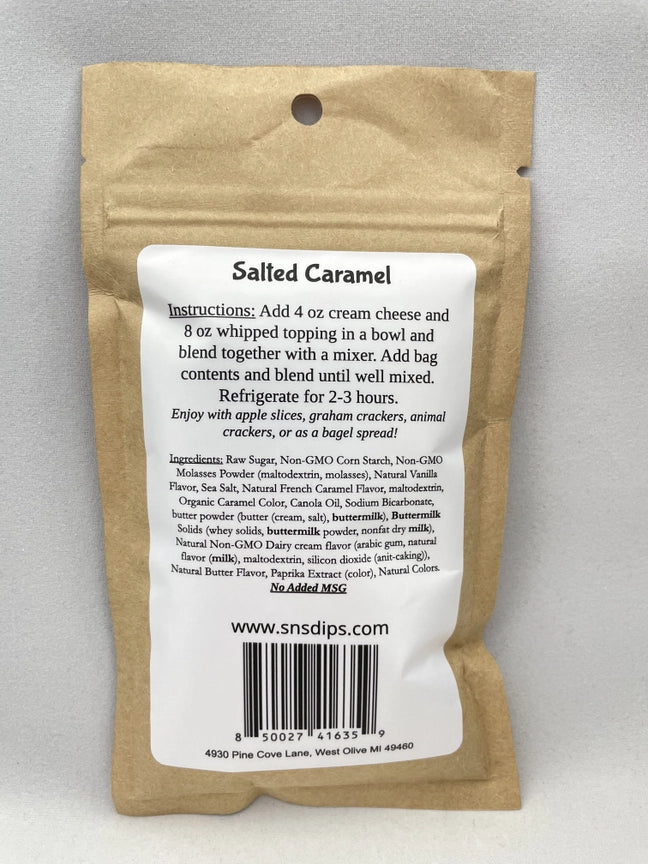 Salted Caramel
Instructions: Add 4 oz cream cheese and
8 oz whipped topping in a bowl and
blend together with a mixer. Add bag
contents and blend until well mixed.
Refrigerate for 2-3 hours.
Enjoy with apple slices, graham crackers, animal
crackers, or as a bagel spread!
Ingredients: Raw Sugar, Non-GMO Corn Starch, Non-GMO
Molasses Powder (maltodextrin, molasses), Natural Vanilla
Flavor, Sea Salt, Natural French Caramel Flavor, maltodextrin,
Organic Caramel Color, Canola Oil, Sodium Bicarbonate,
butter powder (butter (cream, salt), buttermilk), Buttermilk
Solids (whey solids, buttermilk powder, nonfat dry milk),
Natural Non-GMO Dairy cream flavor (arabic gum, natural
flavor (milk), maltodextrin, silicon dioxide (anit-caking)),
Natural Butter Flavor, Paprika Extract (color), Natural Colors.
No Added MSG
www.snsdips.com
8 50027 41635 9
4930 Pine Cove Lane, West Olive MI 49460